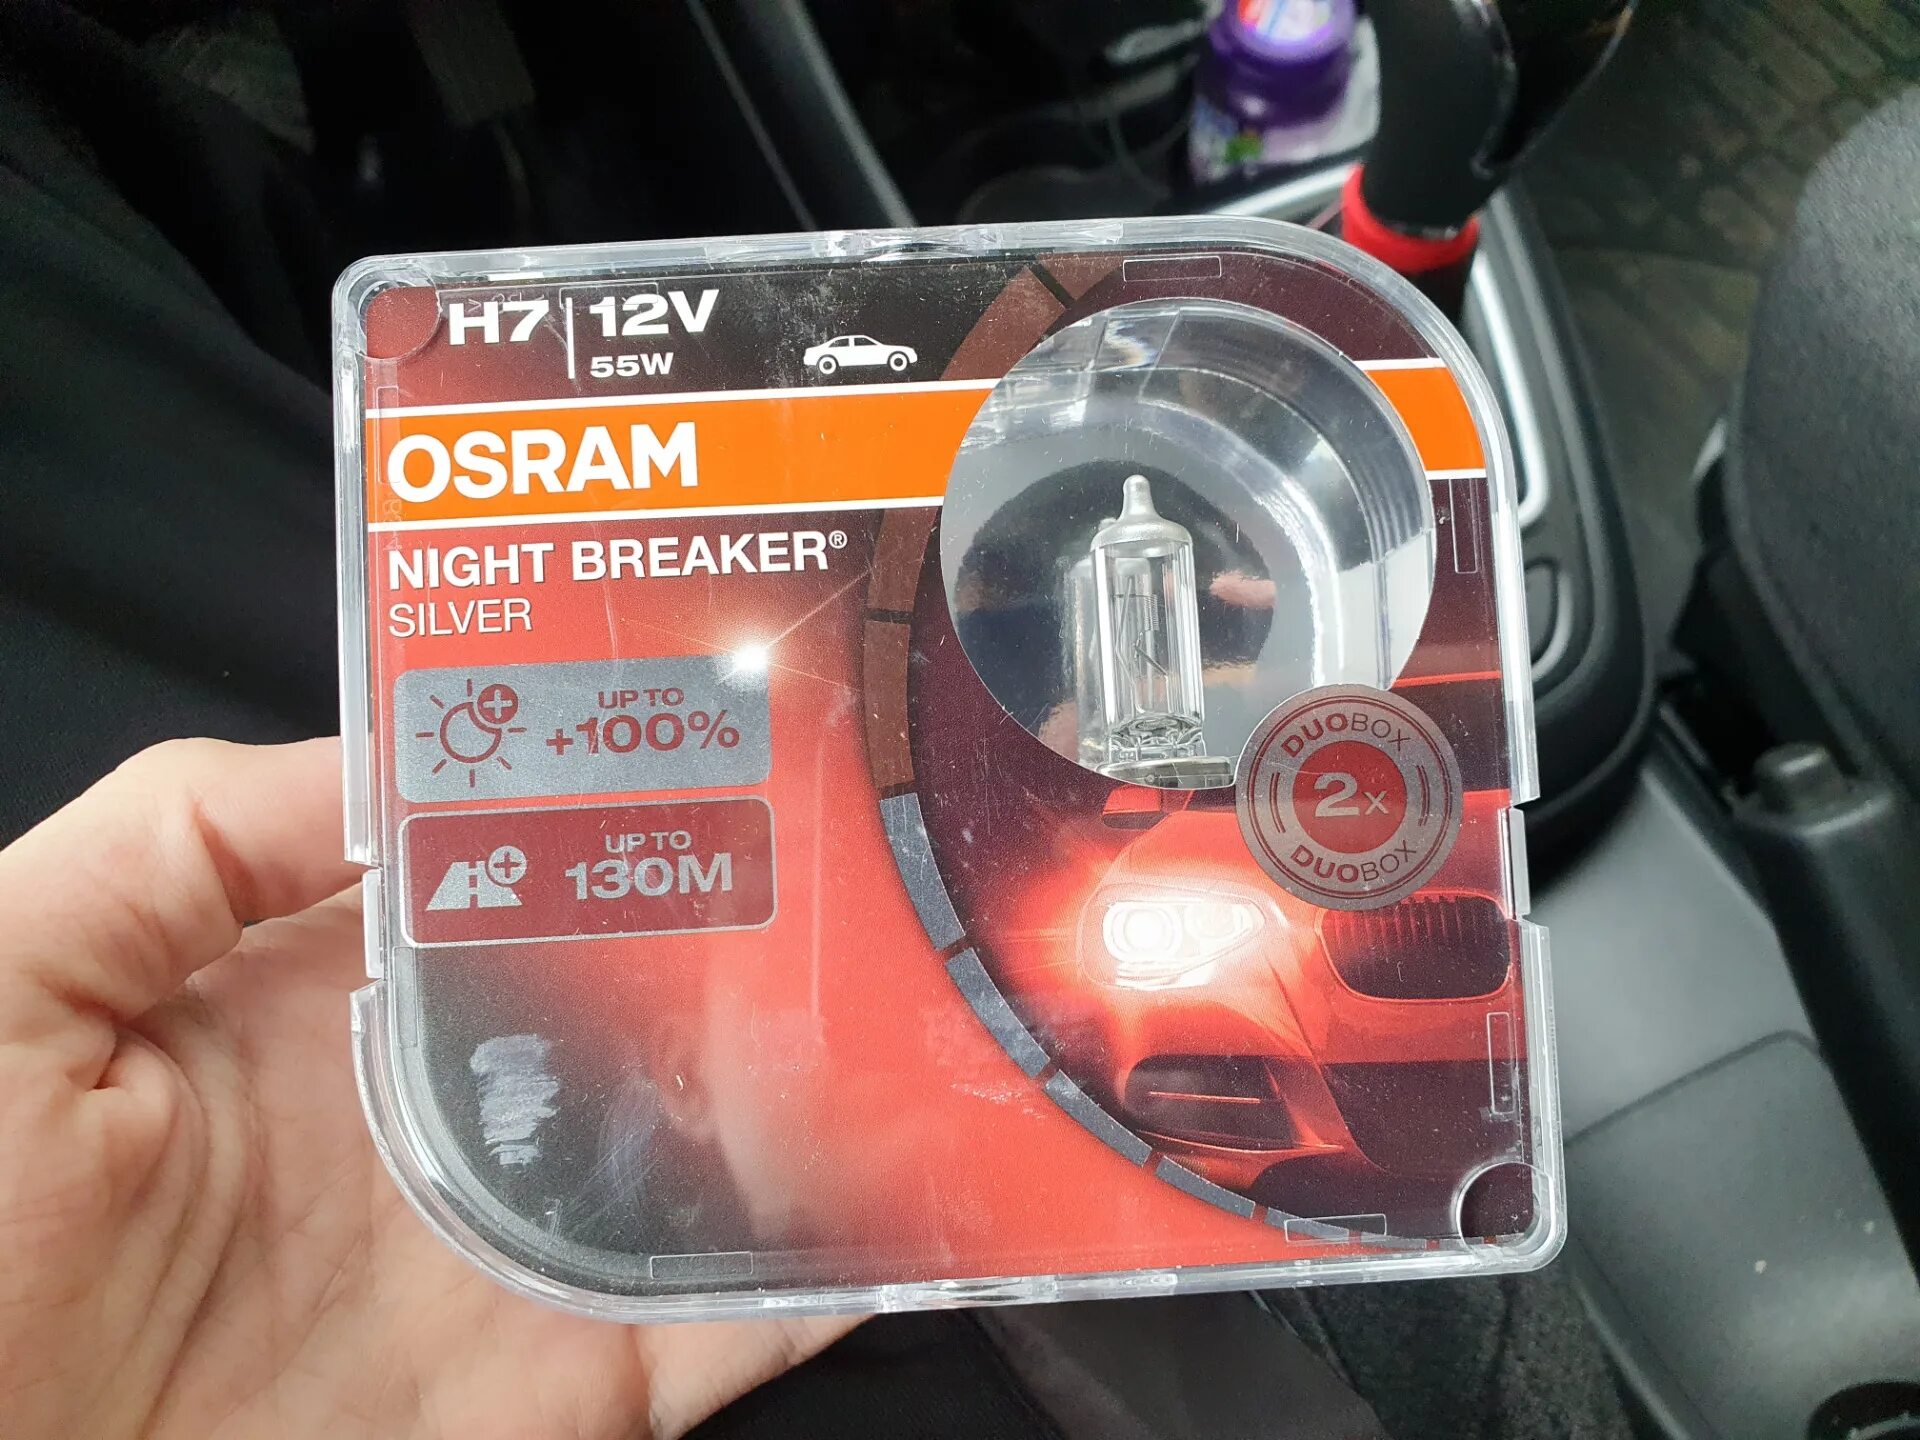 H7 | 12V
55W
OSRAM
NIGHT BREAKER®
SILVER
UP TO
+100%
UP TO
130M
DUOBOX
2x
DUOBOX